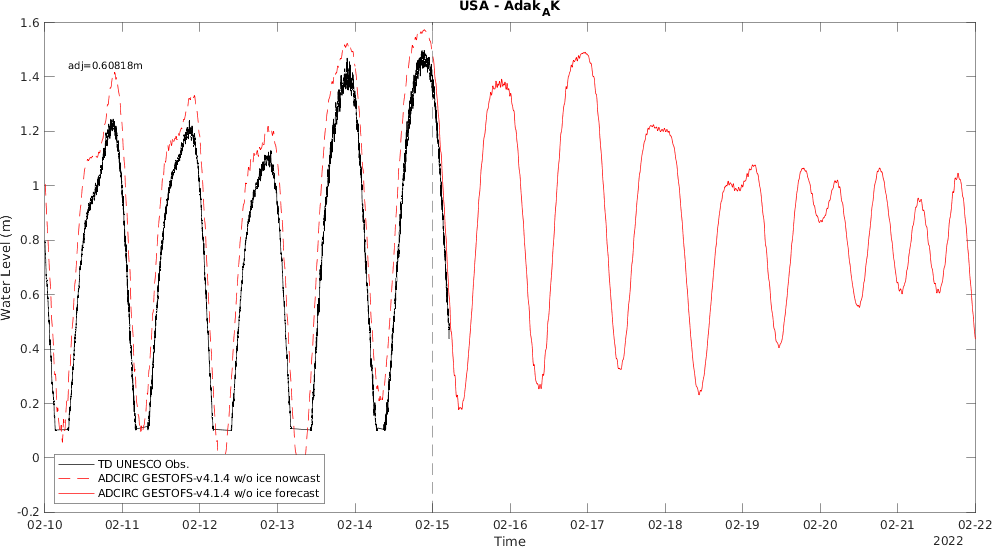 USA - Adak_AK
1.6
1.4
1.2
1
0.8
0.6
0.4
0.2
0
-0.2
Water Level (m)
adj=0.60818m
TD UNESCO Obs.
ADCIRC GESTOFS-v4.1.4 w/o ice nowcast
ADCIRC GESTOFS-v4.1.4 w/o ice forecast
02-10 02-11 02-12 02-13 02-14 02-15 02-16 02-17 02-18 02-19 02-20 02-21 02-22
Time
2022